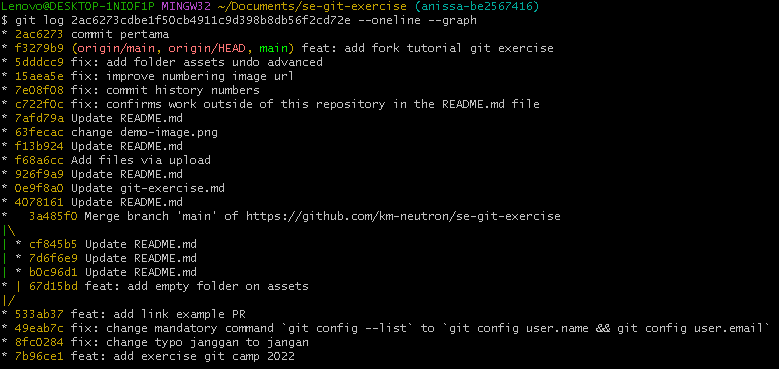 Lenovo@DESKTOP-1NIOF1P MINGW32 ~/Documents/se-git-exercise (anissa-be2567416)
$ git log 2ac6273cdbe1f50cb4911c9d398b8db56f2cd72e --oneline --graph
* 2ac6273 commit pertama
* f3279b9 (origin/main, origin/HEAD, main) feat: add fork tutorial git exercise
* 5dddcc9 fix: add folder assets undo advanced
* 15aea5e fix: improve numbering image url
* 7e08f08 fix: commit history numbers
* c722f0c fix: confirms work outside of this repository in the README.md file
* 7afd79a Update README.md
* 63fecac change demo-image.png
* f13b924 Update README.md
* f68a6cc Add files via upload
* 926f9a9 Update README.md
* 0e9f8a0 Update git-exercise.md
* 4078161 Update README.md
*   3a485f0 Merge branch 'main' of https://github.com/km-neutron/se-git-exercise
|\
| * cf845b5 Update README.md
| * 7d6f6e9 Update README.md
| * b0c96d1 Update README.md
* | 67d15bd feat: add empty folder on assets
|/
* 533ab37 feat: add link example PR
* 49eab7c fix: change mandatory command `git config --list` to `git config user.name && git config user.email`
* 8fc0284 fix: change typo janggan to jangan
* 7b96ce1 feat: add exercise git camp 2022